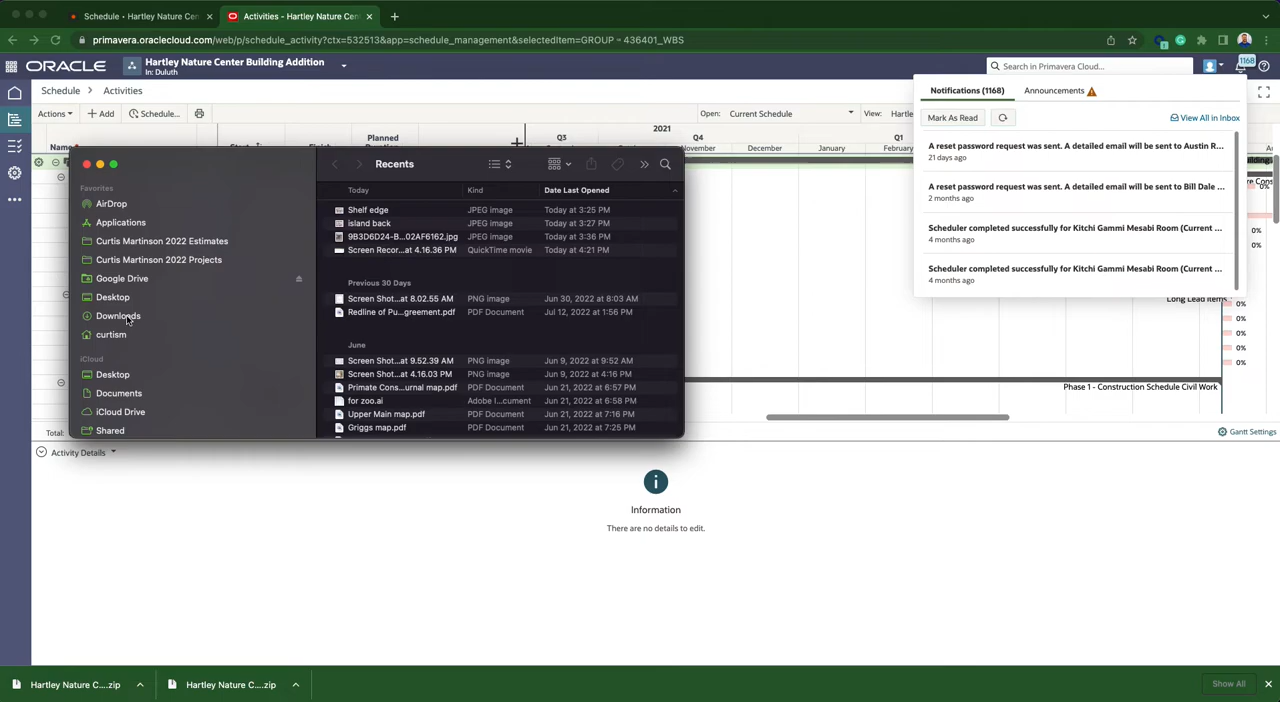 Schedule - Hartley Nature Cen
Activities - Hartley Nature Cen
primavera.oraclecloud.com/web/p/schedule_activity?ctx=532513&app=schedule_management&selectedItem=GROUP~436401_WBS
ORACLE
Hartley Nature Center Building Addition
In: Duluth
Search in Primavera Cloud...
1168
Schedule > Activities
Notifications (1168)
Announcements
Actions
Add
Schedule...
Open: Current Schedule
View: Hartle
Mark As Read
View All in Inbox
Planned
2021
Q3
Q4
Q1
Name
Start
Finish
November
December
January
February
A reset password request was sent. A detailed email will be sent to Austin R...
21 days ago
A reset password request was sent. A detailed email will be sent to Bill Dale ...
2 months ago
Scheduler completed successfully for Kitchi Gammi Mesabi Room (Current ...
4 months ago
Scheduler completed successfully for Kitchi Gammi Mesabi Room (Current ...
4 months ago
Recents
Favorites
AirDrop
Applications
Curtis Martinson 2022 Estimates
Curtis Martinson 2022 Projects
Google Drive
Desktop
Downloads
curtism
iCloud
Desktop
Documents
iCloud Drive
Shared
Today
Kind
Date Last Opened
Shelf edge
JPEG image
Today at 3:25 PM
island back
JPEG image
Today at 3:27 PM
9B3D6D24-B...02AF6162.jpg
JPEG image
Today at 3:36 PM
Screen Recor...at 4.16.36 PM
QuickTime movie
Today at 4:21 PM
Previous 30 Days
Screen Shot...at 8.02.55 AM
PNG image
Jun 30, 2022 at 8:03 AM
Redline of Pu...greement.pdf
PDF Document
Jul 12, 2022 at 1:56 PM
June
Screen Shot...at 9.52.39 AM
PNG image
Jun 9, 2022 at 9:52 AM
Screen Shot...at 4.16.03 PM
PNG image
Jun 9, 2022 at 4:16 PM
Primate Cons...urnal map.pdf
PDF Document
Jun 21, 2022 at 6:57 PM
for zoo.ai
Adobe I...cument
Jun 21, 2022 at 6:58 PM
Upper Main map.pdf
PDF Document
Jun 21, 2022 at 7:16 PM
Griggs map.pdf
PDF Document
Jun 21, 2022 at 7:25 PM
0%
0%
0%
0%
0%
0%
0%
0%
Phase 1 - Construction Schedule Civil Work
Total:
Gantt Settings
Activity Details
Information
There are no details to edit.
Hartley Nature C....zip
Hartley Nature C....zip
Show All